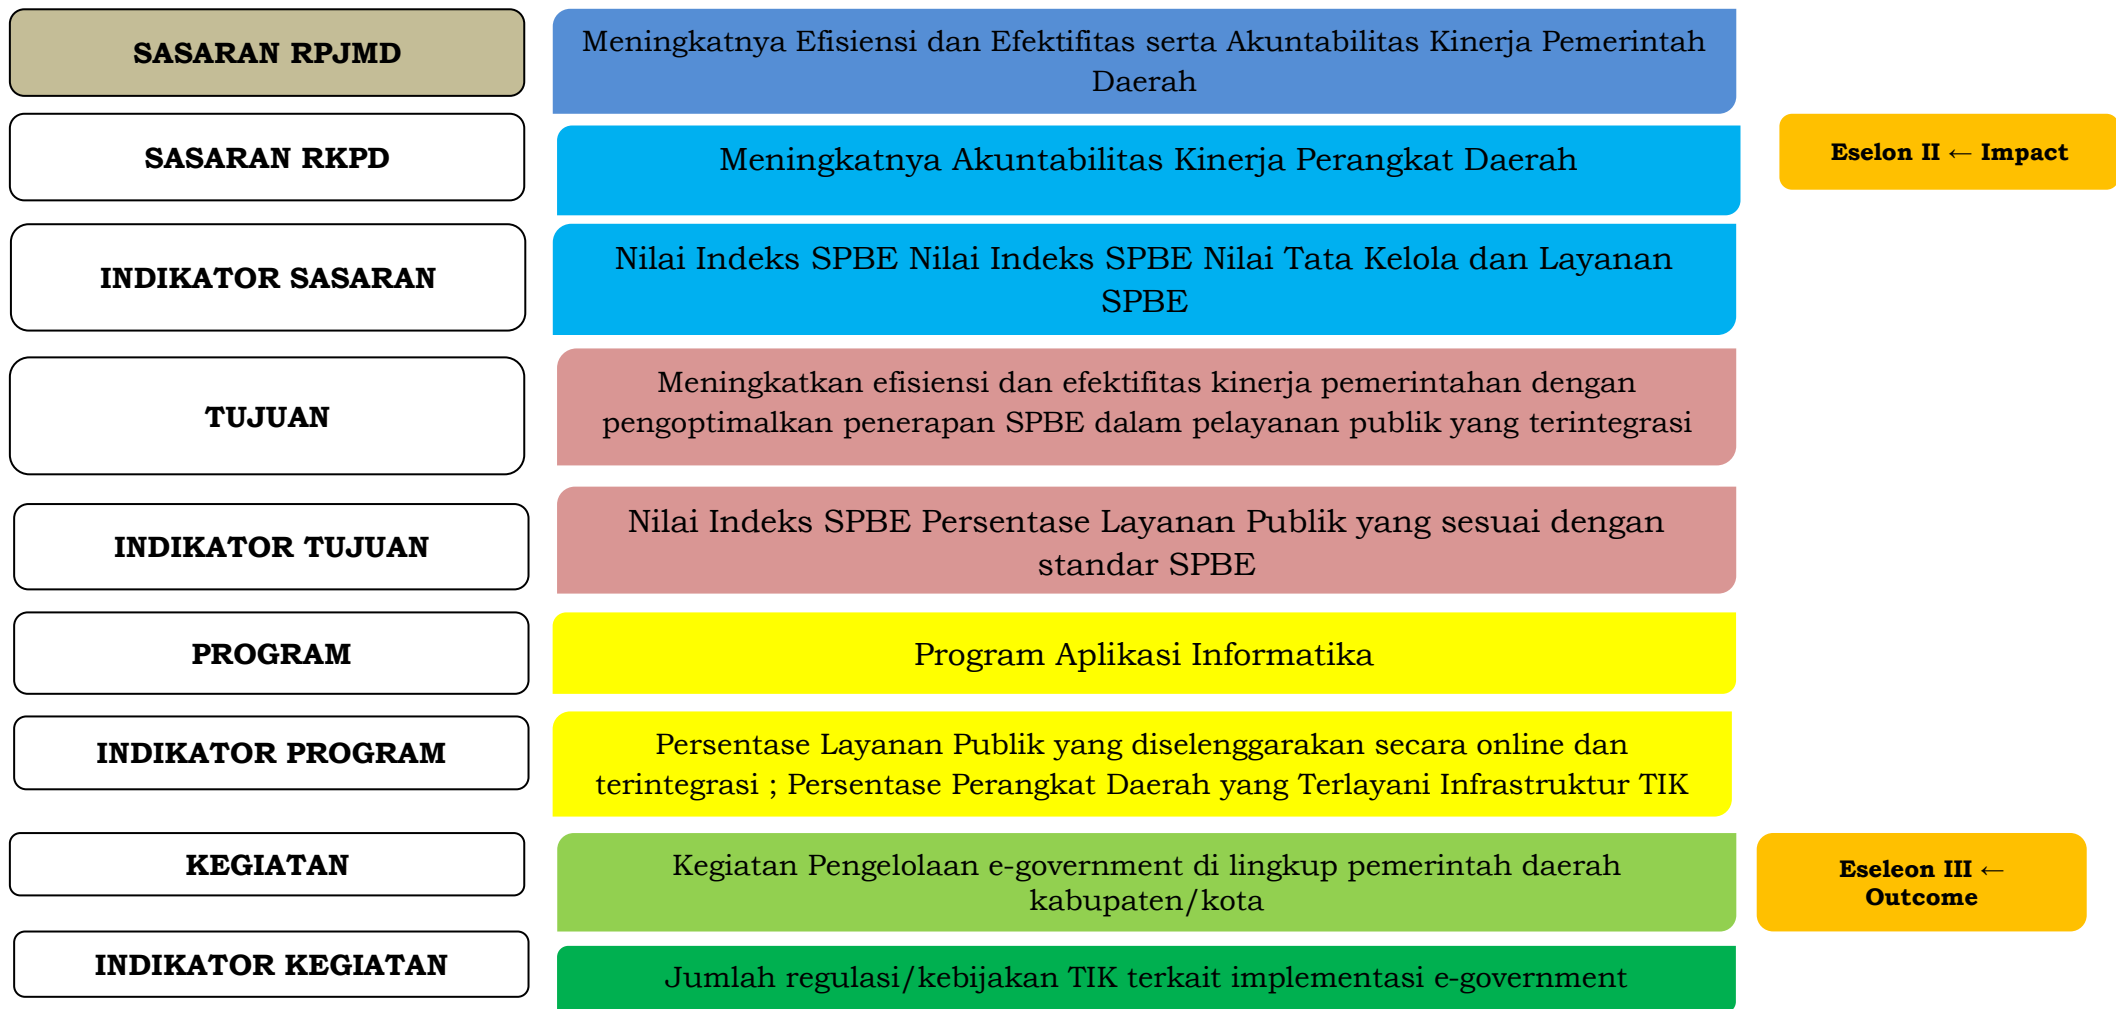 SASARAN RPJMD
Meningkatnya Efisiensi dan Efektifitas serta Akuntabilitas Kinerja Pemerintah
Daerah
SASARAN RKPD
Meningkatnya Akuntabilitas Kinerja Perangkat Daerah
Eselon II ← Impact
INDIKATOR SASARAN
Nilai Indeks SPBE Nilai Indeks SPBE Nilai Tata Kelola dan Layanan
SPBE
TUJUAN
Meningkatkan efisiensi dan efektifitas kinerja pemerintahan dengan
pengoptimalkan penerapan SPBE dalam pelayanan publik yang terintegrasi
INDIKATOR TUJUAN
Nilai Indeks SPBE Persentase Layanan Publik yang sesuai dengan
standar SPBE
PROGRAM
Program Aplikasi Informatika
INDIKATOR PROGRAM
Persentase Layanan Publik yang diselenggarakan secara online dan
terintegrasi ; Persentase Perangkat Daerah yang Terlayani Infrastruktur TIK
KEGIATAN
Kegiatan Pengelolaan e-government di lingkup pemerintah daerah
kabupaten/kota
Eseleon III ←
Outcome
INDIKATOR KEGIATAN
Jumlah regulasi/kebijakan TIK terkait implementasi e-government